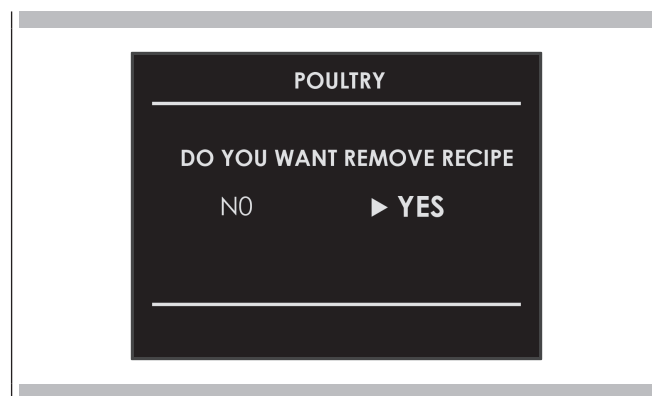 POULTRY
DO YOU WANT REMOVE RECIPE
N0 ▶ YES